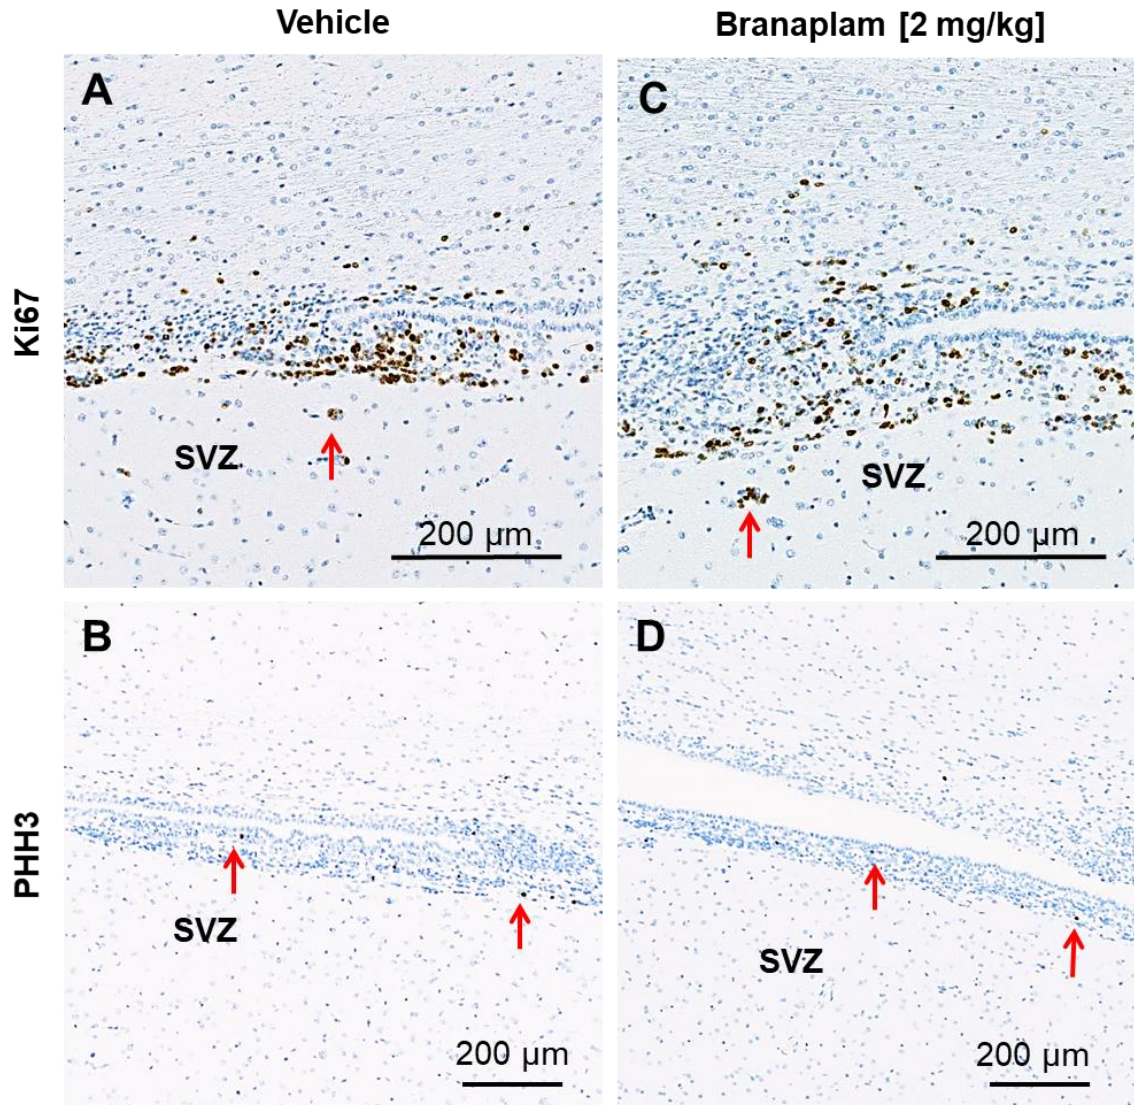 Vehicle
Branaplam [2 mg/kg]
Ki67
A
SVZ
200 µm
C
SVZ
200 µm
PHH3
B
SVZ
200 µm
D
SVZ
200 µm